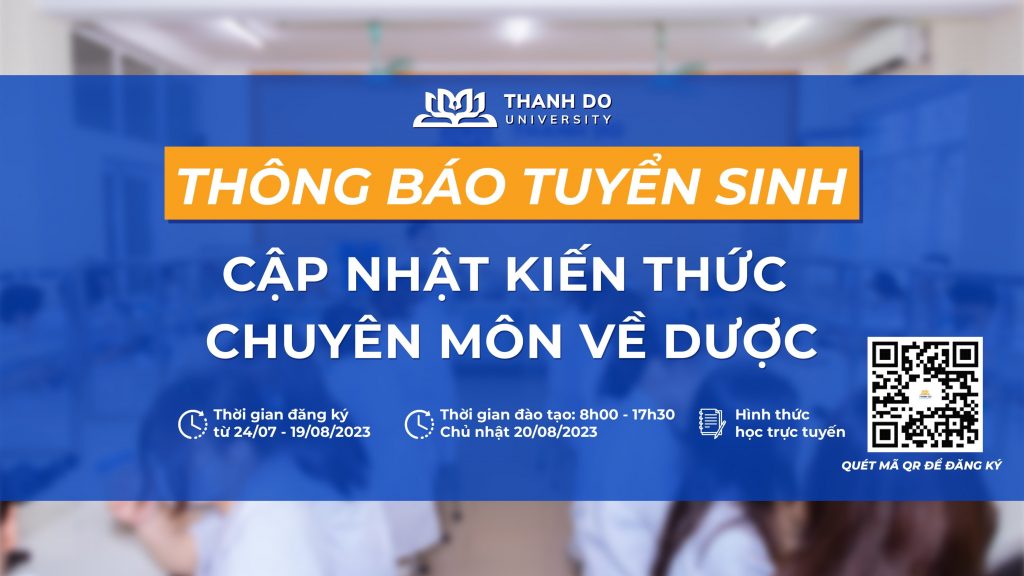 THANH DO
UNIVERSITY
THÔNG BÁO TUYỂN SINH
CẬP NHẬT KIẾN THỨC
CHUYÊN MÔN VỀ DƯỢC
Thời gian đăng ký
từ 24/07 - 19/08/2023
Thời gian đào tạo: 8h00 - 17h30
Chủ nhật 20/08/2023
Hình thức
học trực tuyến
QUÉT MÃ QR ĐỂ ĐĂNG KÝ